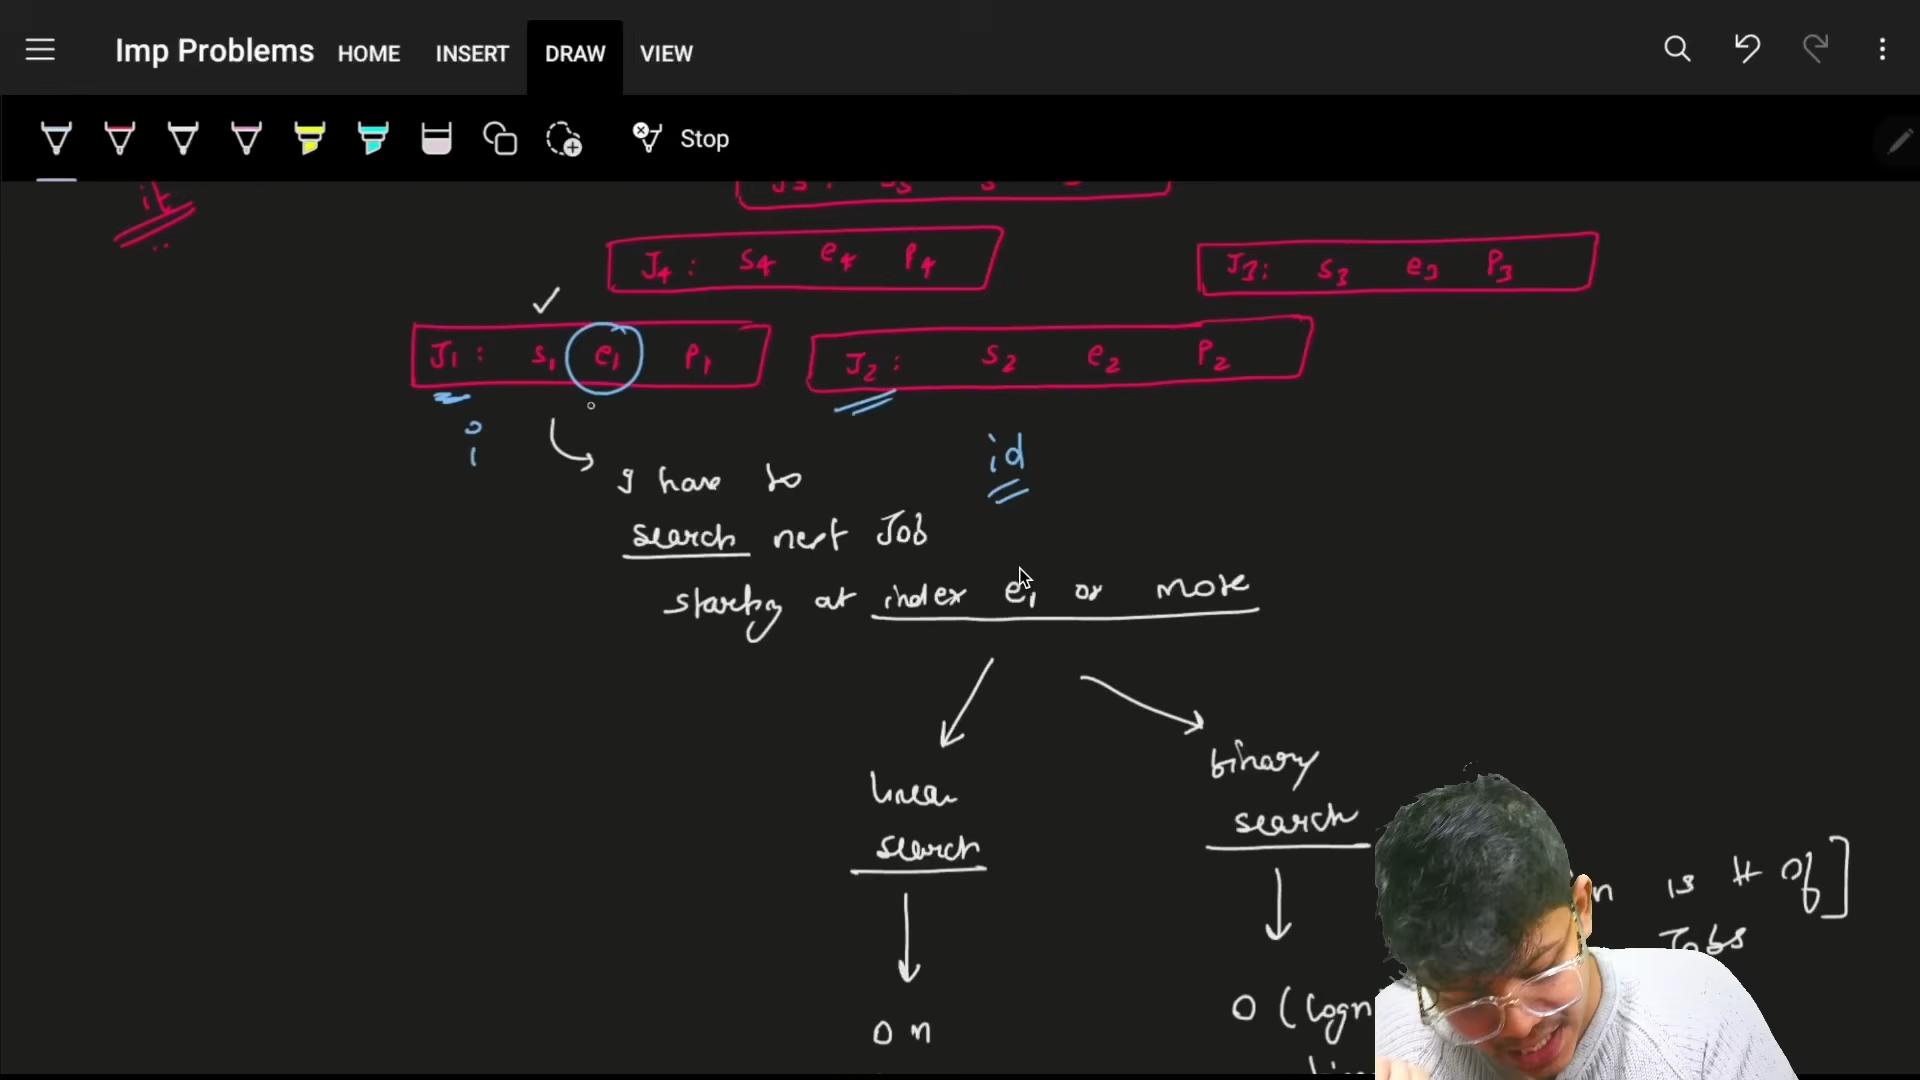 Imp Problems HOME INSERT DRAW VIEW
Stop
it
J4 : s4 e4 P4
J3: s3 e3 P3
J1 : s1 e1 P1
J2 : s2 e2 P2
i
id
I have to
search next Job
starting at index e1 or more
linear
search
binary
search
n is # of]
Jobs
O (logn
O n